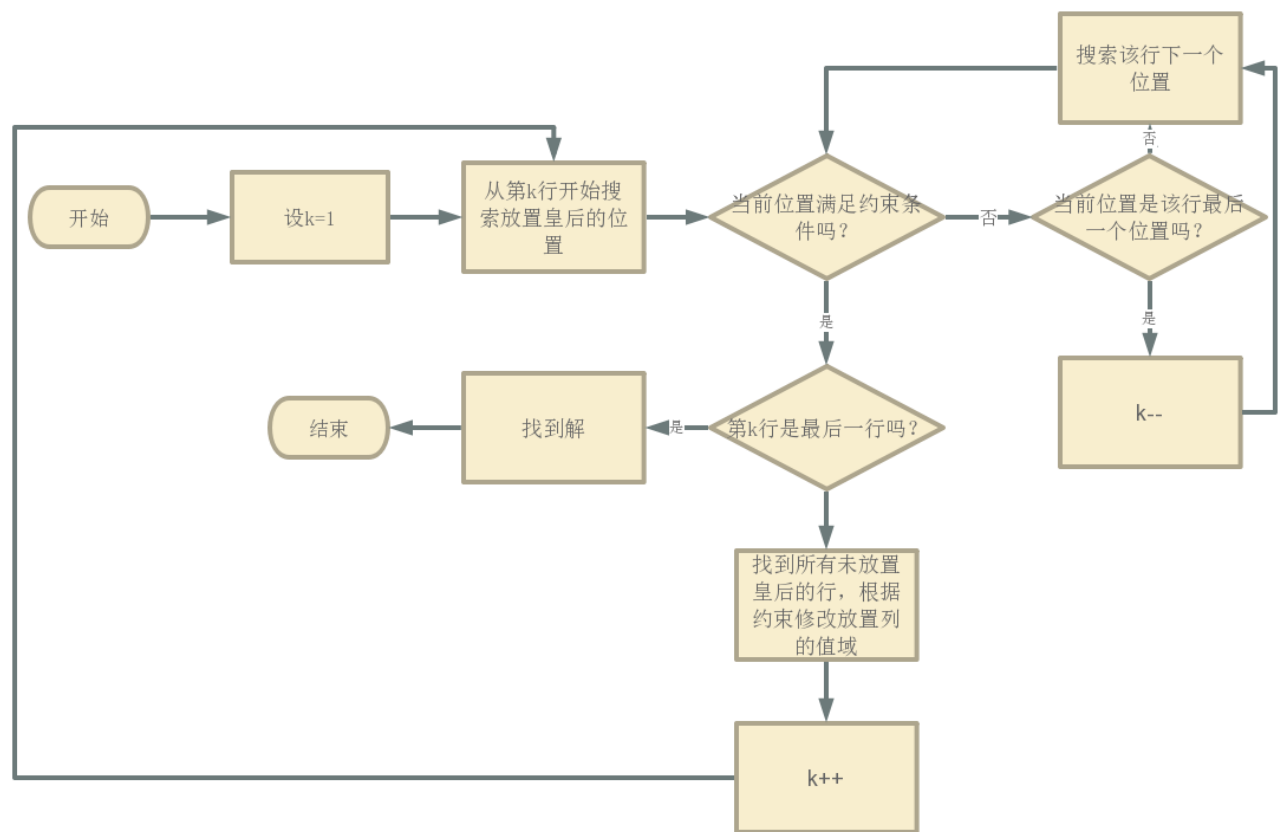 搜索该行下一个
位置
否
开始
设k=1
从第k行开始搜
索放置皇后的位
置
当前位置满足约束条
件吗？
否
当前位置是该行最后
一个位置吗？
是
是
k--
结束
找到解
是
第k行是最后一行吗？
找到所有未放置
皇后的行，根据
约束修改放置列
的值域
k++